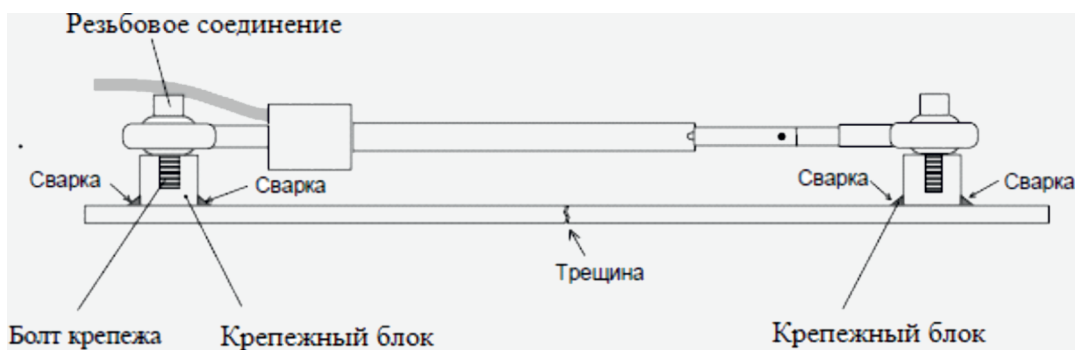 Резьбовое соединение
Сварка
Сварка
Сварка
Сварка
Трещина
Болт крепежа
Крепежный блок
Крепежный блок